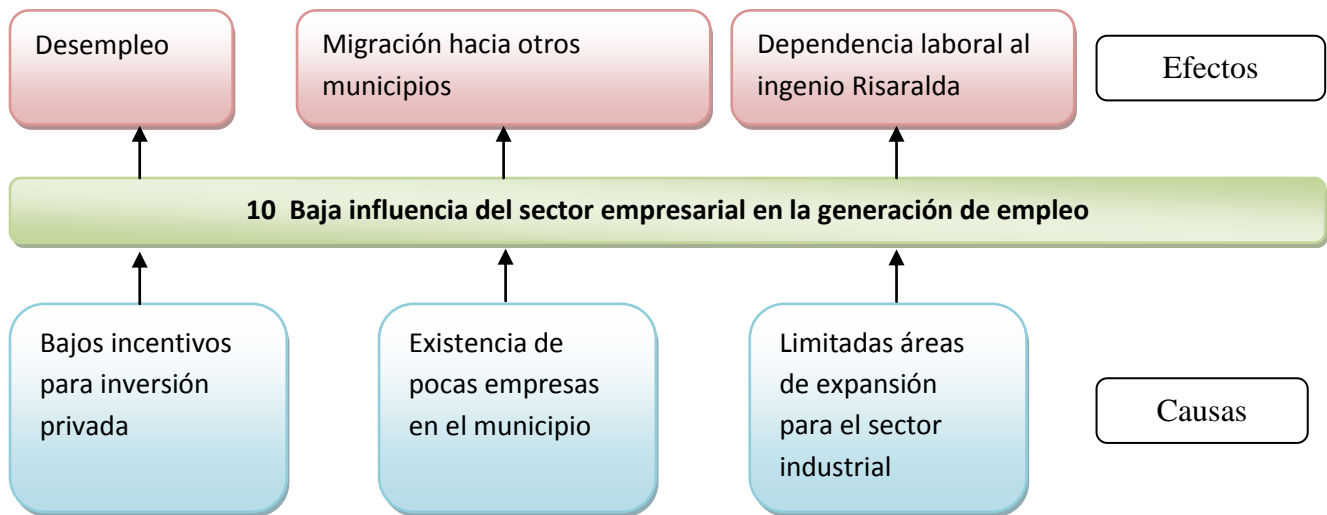 Desempleo
Migración hacia otros
municipios
Dependencia laboral al
ingenio Risaralda
Efectos
10 Baja influencia del sector empresarial en la generación de empleo
Bajos incentivos
para inversión
privada
Existencia de
pocas empresas
en el municipio
Limitadas áreas
de expansión
para el sector
industrial
Causas